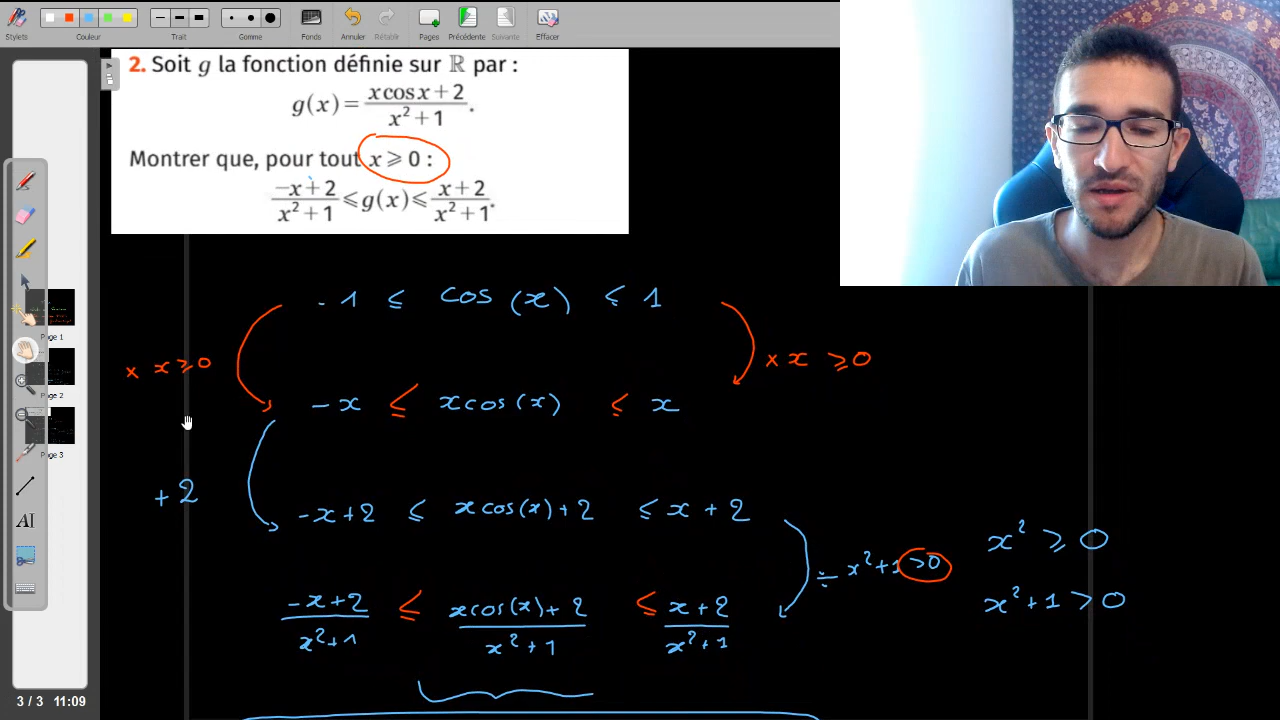 Stylets
Couleur
Trait
Gomme
Fonds
Annuler
Rétablir
Pages
Précédente
Suivante
Effacer
2. Soit g la fonction définie sur ℝ par :
g(x) = (x cos x + 2)/(x² + 1).
Montrer que, pour tout x ⩾ 0 :
(−x + 2)/(x² + 1) ⩽ g(x) ⩽ (x + 2)/(x² + 1).
-1 ≤ cos (x) ≤ 1
× x ≥ 0
× x ≥ 0
-x ≤ x cos(x) ≤ x
+2
-x+2 ≤ x cos(x)+2 ≤ x+2
÷ x²+1 >0
x² ≥ 0
x²+1 > 0
(-x+2)/(x²+1) ≤ (x cos(x)+2)/(x²+1) ≤ (x+2)/(x²+1)
Page 1
Page 2
Page 3
AI
3 / 3 11:09